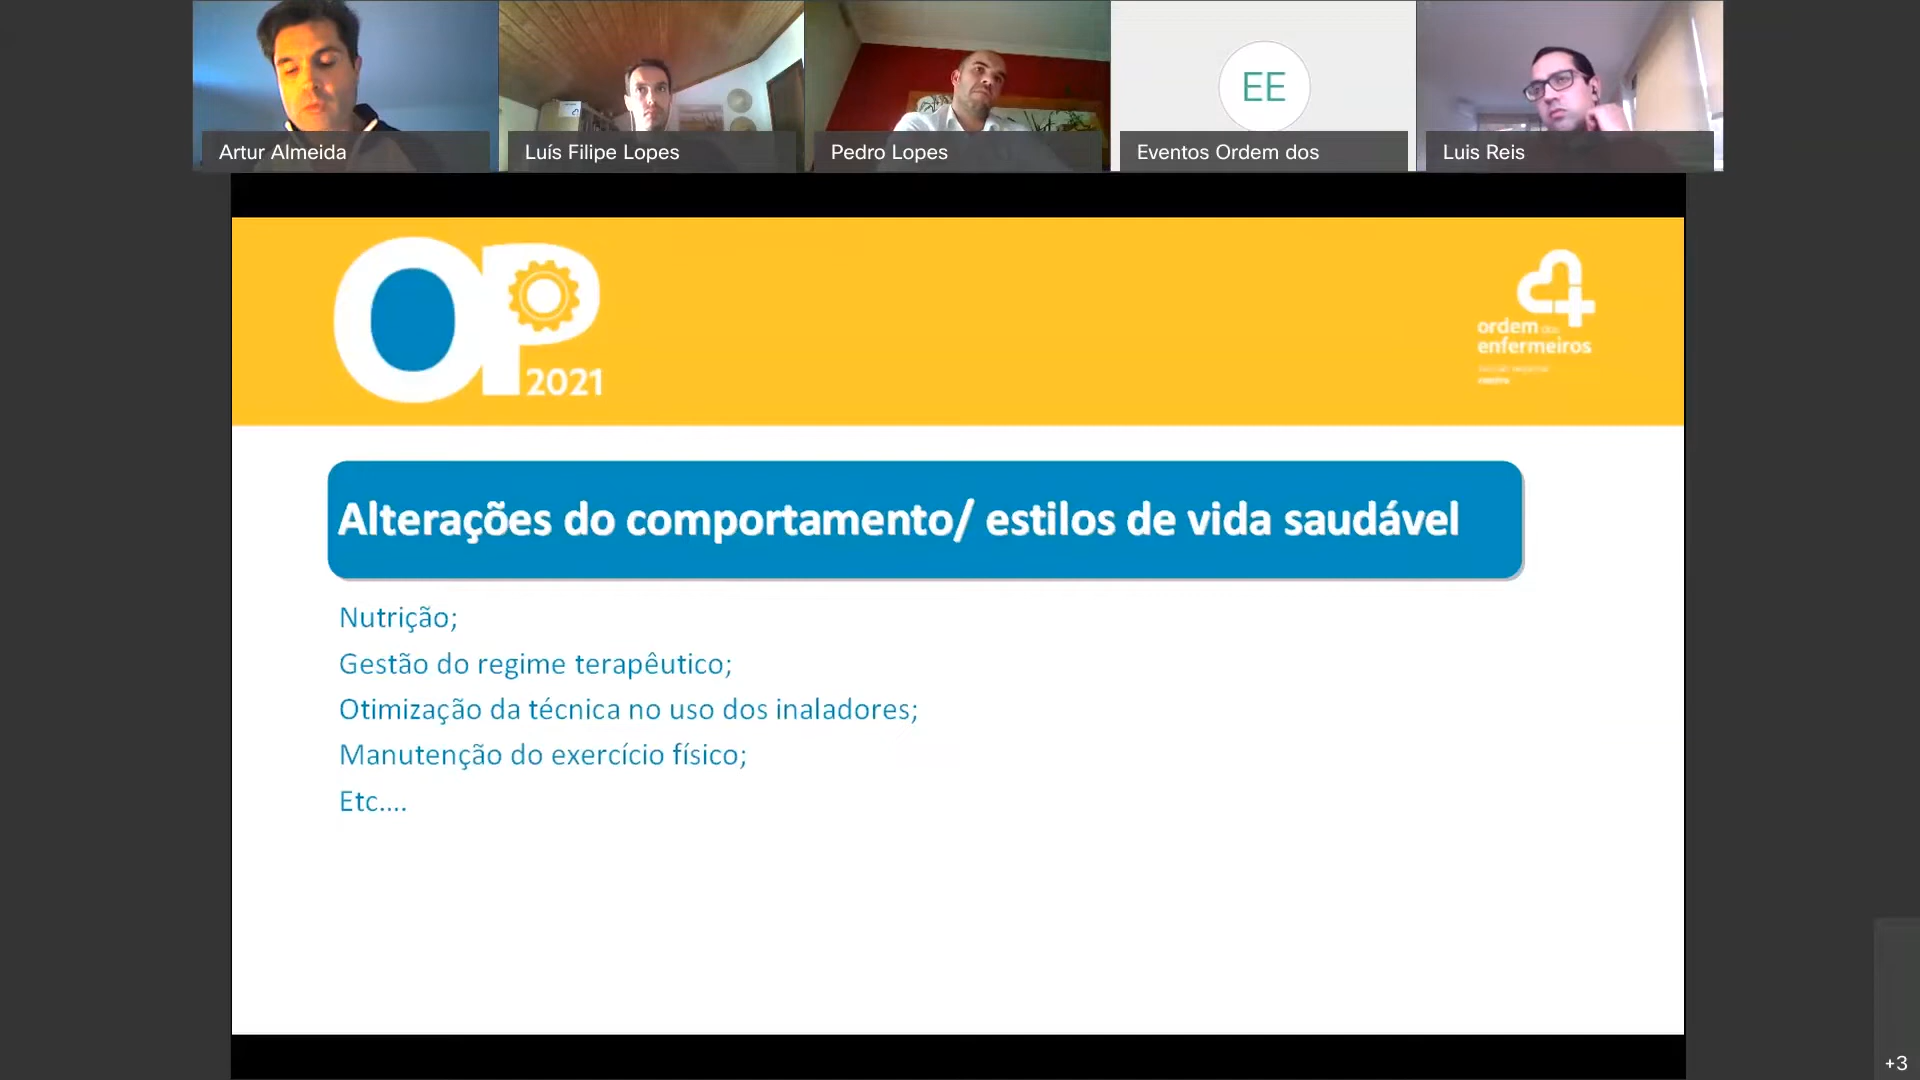 EE
Artur Almeida
Luís Filipe Lopes
Pedro Lopes
Eventos Ordem dos
Luis Reis
OP
2021
ordem dos
enfermeiros
Alterações do comportamento/ estilos de vida saudável
Nutrição;
Gestão do regime terapêutico;
Otimização da técnica no uso dos inaladores;
Manutenção do exercício físico;
Etc....
+3